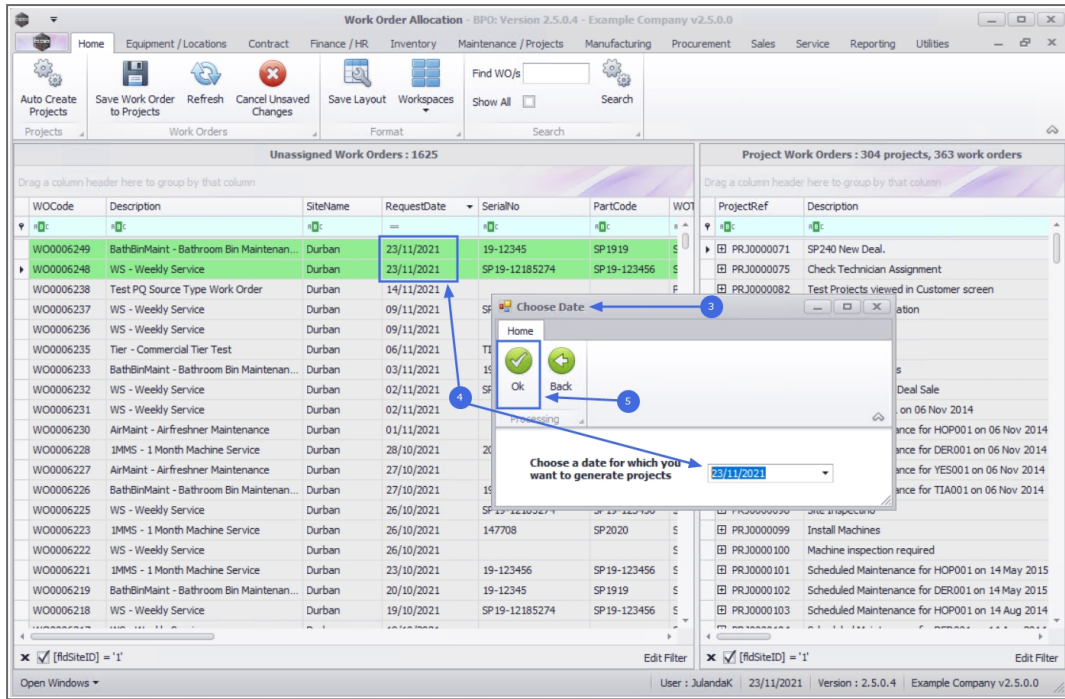 Work Order Allocation - BPO: Version 2.5.0.4 - Example Company v2.5.0.0
Home Equipment / Locations Contract Finance / HR Inventory Maintenance / Projects Manufacturing Procurement Sales Service Reporting Utilities
Auto Create Projects
Save Work Order to Projects
Refresh
Cancel Unsaved Changes
Save Layout
Workspaces
Find WO/s
Show All
Search
Projects Work Orders Format Search
Unassigned Work Orders : 1625
Drag a column header here to group by that column
WOCode Description SiteName RequestDate SerialNo PartCode WOT
WO0006249 BathBinMaint - Bathroom Bin Maintenan... Durban 23/11/2021 19-12345 SP1919 S
WO0006248 WS - Weekly Service Durban 23/11/2021 SP19-12185274 SP19-123456 S
WO0006238 Test PQ Source Type Work Order Durban 14/11/2021
WO0006237 WS - Weekly Service Durban 09/11/2021
WO0006236 WS - Weekly Service Durban 09/11/2021
WO0006235 Tier - Commercial Tier Test Durban 06/11/2021
WO0006233 BathBinMaint - Bathroom Bin Maintenan... Durban 03/11/2021
WO0006232 WS - Weekly Service Durban 02/11/2021
WO0006231 WS - Weekly Service Durban 02/11/2021
WO0006230 AirMaint - Airfreshner Maintenance Durban 01/11/2021
WO0006228 1MMS - 1 Month Machine Service Durban 28/10/2021
WO0006227 AirMaint - Airfreshner Maintenance Durban 27/10/2021
WO0006226 BathBinMaint - Bathroom Bin Maintenan... Durban 27/10/2021
WO0006225 WS - Weekly Service Durban 26/10/2021
WO0006223 1MMS - 1 Month Machine Service Durban 26/10/2021 147708 SP2020 S
WO0006222 WS - Weekly Service Durban 26/10/2021 S
WO0006221 1MMS - 1 Month Machine Service Durban 23/10/2021 19-123456 SP19-123456 S
WO0006219 BathBinMaint - Bathroom Bin Maintenan... Durban 20/10/2021 19-12345 SP1919 S
WO0006218 WS - Weekly Service Durban 19/10/2021 SP19-12185274 SP19-123456 S
[fldSiteID] = '1' Edit Filter
Project Work Orders : 304 projects, 363 work orders
Drag a column header here to group by that column
ProjectRef Description
PRJ0000071 SP240 New Deal.
PRJ0000075 Check Technician Assignment
PRJ0000082 Test Projects viewed in Customer screen
ation
s
Deal Sale
on 06 Nov 2014
ance for HOP001 on 06 Nov 2014
ance for DER001 on 06 Nov 2014
ance for YES001 on 06 Nov 2014
ance for TIA001 on 06 Nov 2014
PRJ0000099 Install Machines
PRJ0000100 Machine inspection required
PRJ0000101 Scheduled Maintenance for HOP001 on 14 May 2015
PRJ0000102 Scheduled Maintenance for DER001 on 14 May 2015
PRJ0000103 Scheduled Maintenance for HOP001 on 14 Aug 2014
[fldSiteID] = '1' Edit Filter
Choose Date
3
Home
Ok Back
Processing
4
5
Choose a date for which you
want to generate projects
23/11/2021
Open Windows User : JulandaK 23/11/2021 Version : 2.5.0.4 Example Company v2.5.0.0